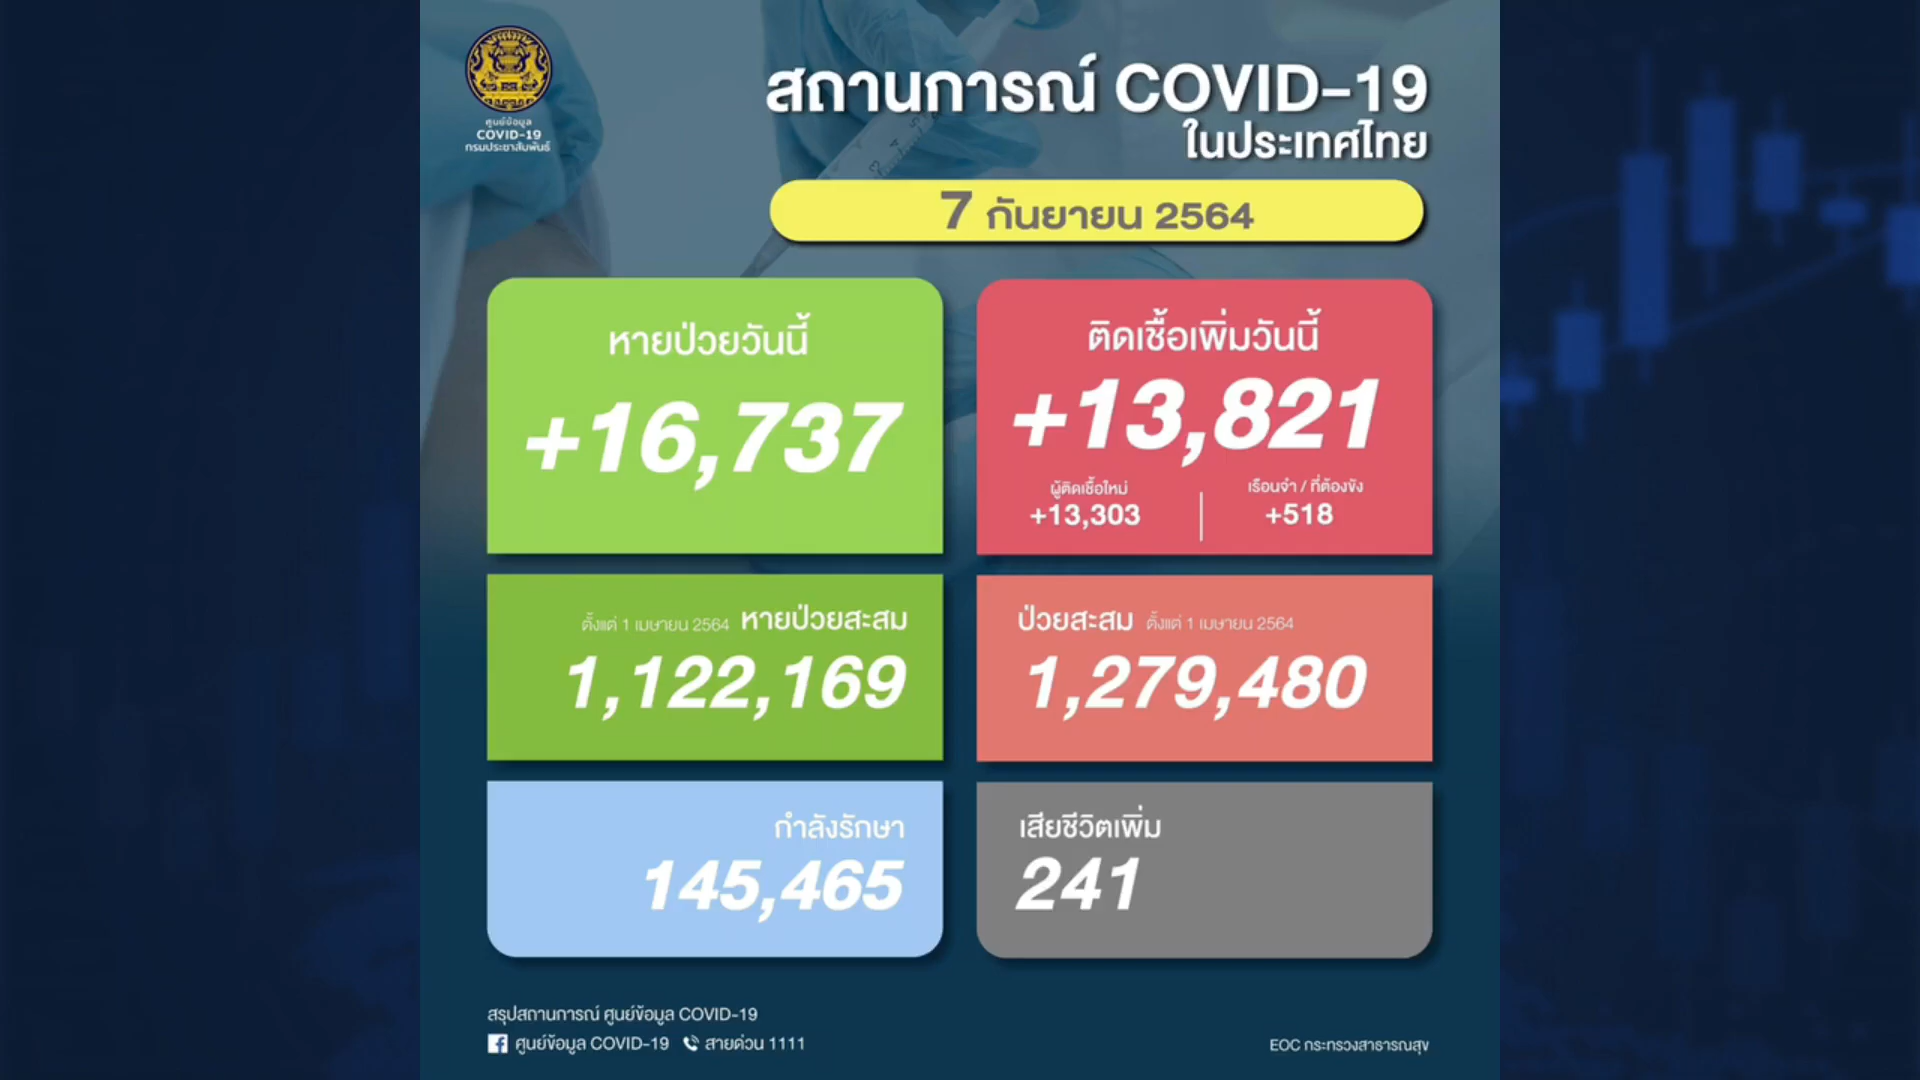 ศูนย์ข้อมูล
COVID-19
กรมประชาสัมพันธ์
สถานการณ์ COVID-19
ในประเทศไทย
7 กันยายน 2564
หายป่วยวันนี้
+16,737
ติดเชื้อเพิ่มวันนี้
+13,821
ผู้ติดเชื้อใหม่
+13,303
เรือนจำ / ที่ต้องขัง
+518
ตั้งแต่ 1 เมษายน 2564 หายป่วยสะสม
1,122,169
ป่วยสะสม ตั้งแต่ 1 เมษายน 2564
1,279,480
กำลังรักษา
145,465
เสียชีวิตเพิ่ม
241
สรุปสถานการณ์ ศูนย์ข้อมูล COVID-19
ศูนย์ข้อมูล COVID-19 สายด่วน 1111
EOC กระทรวงสาธารณสุข